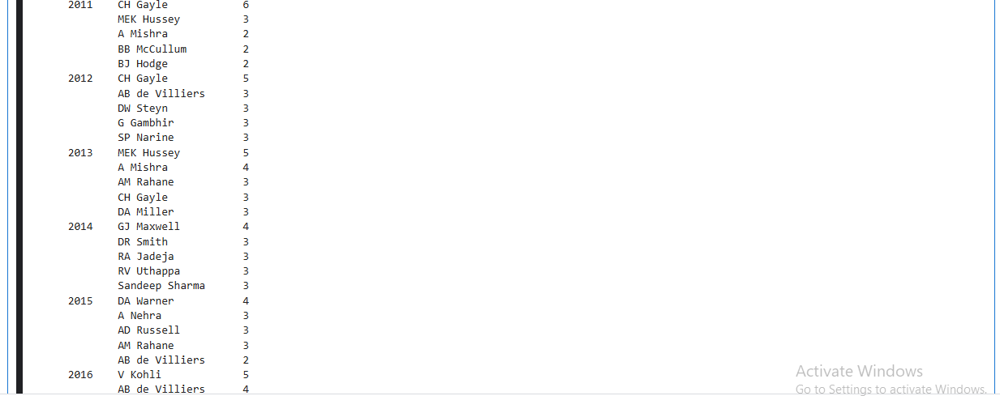 2011 CH Gayle 6
MEK Hussey 3
A Mishra 2
BB McCullum 2
BJ Hodge 2
2012 CH Gayle 5
AB de Villiers 3
DW Steyn 3
G Gambhir 3
SP Narine 3
2013 MEK Hussey 5
A Mishra 4
AM Rahane 3
CH Gayle 3
DA Miller 3
2014 GJ Maxwell 4
DR Smith 3
RA Jadeja 3
RV Uthappa 3
Sandeep Sharma 3
2015 DA Warner 4
A Nehra 3
AD Russell 3
AM Rahane 3
AB de Villiers 2
2016 V Kohli 5
AB de Villiers 4
Activate Windows
Go to Settings to activate Windows.